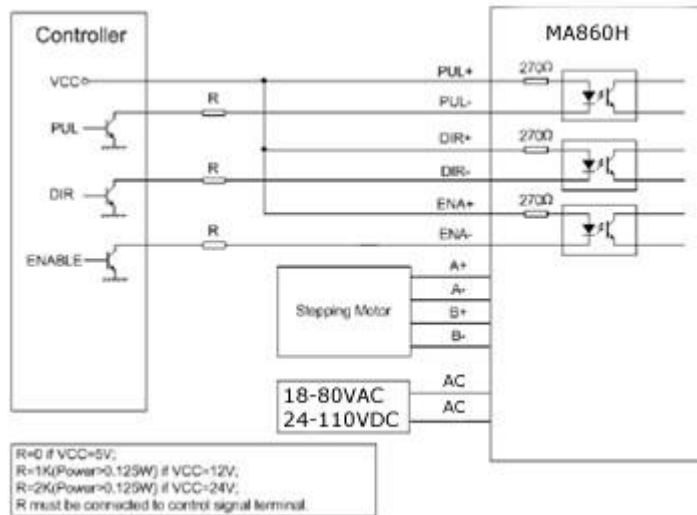 Controller
MA860H
VCC
PUL+
270Ω
R
PUL-
PUL
DIR+
270Ω
R
DIR-
DIR
ENA+
270Ω
R
ENA-
ENABLE
A+
A-
Stepping Motor
B+
B-
18-80VAC
AC
24-110VDC
AC
R=0 if VCC=5V;
R=1K(Power>0.125W) if VCC=12V;
R=2K(Power>0.125W) if VCC=24V;
R must be connected to control signal terminal.